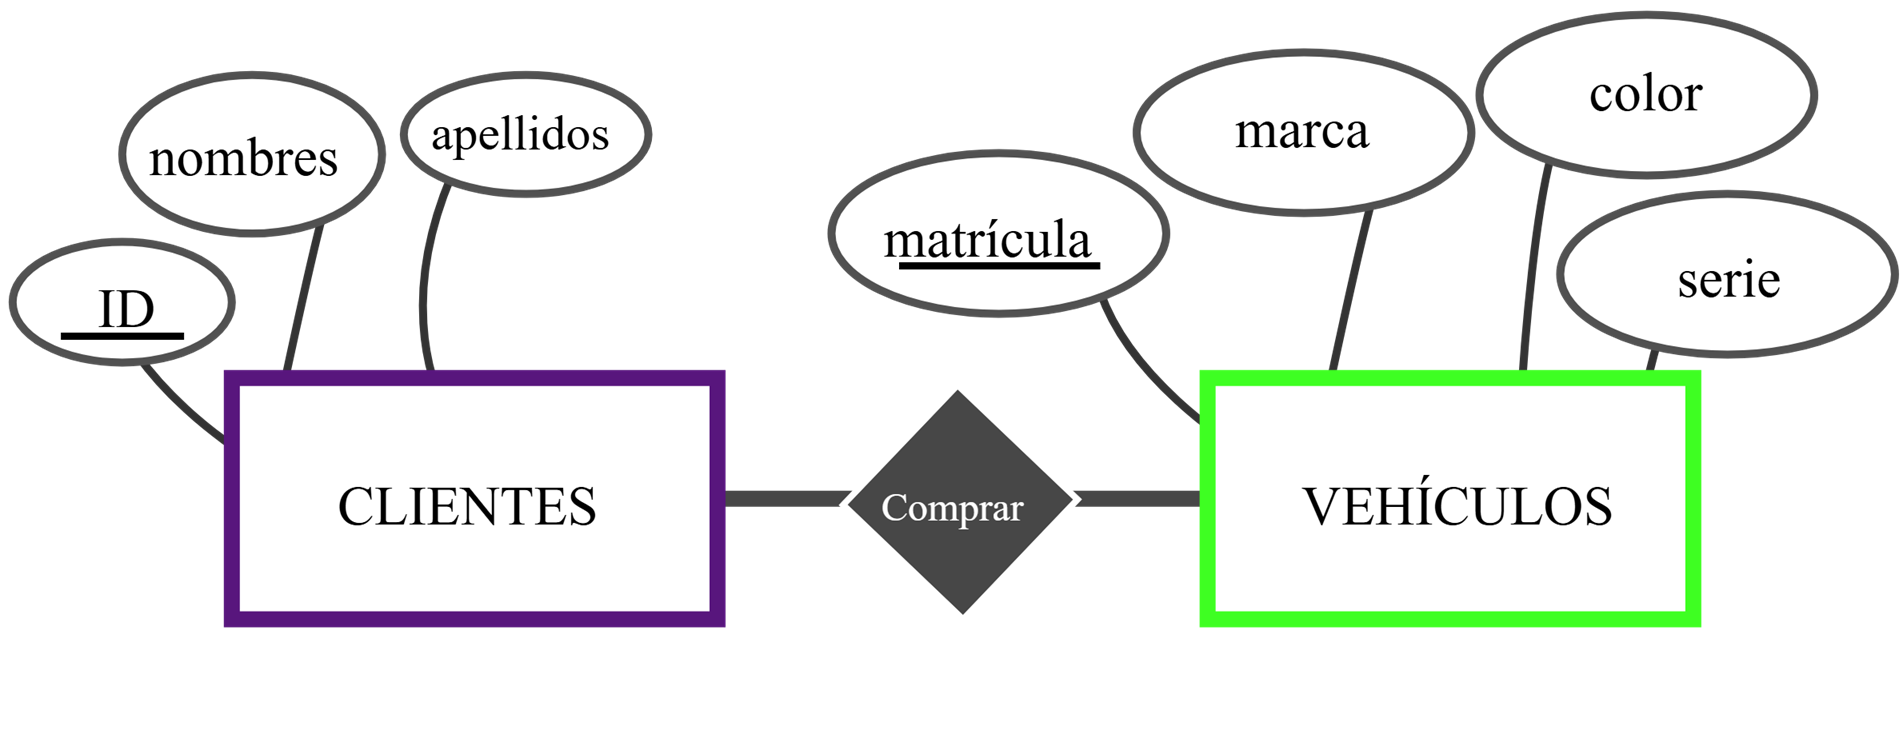 nombres
apellidos
ID
matrícula
marca
color
serie
CLIENTES
Comprar
VEHÍCULOS